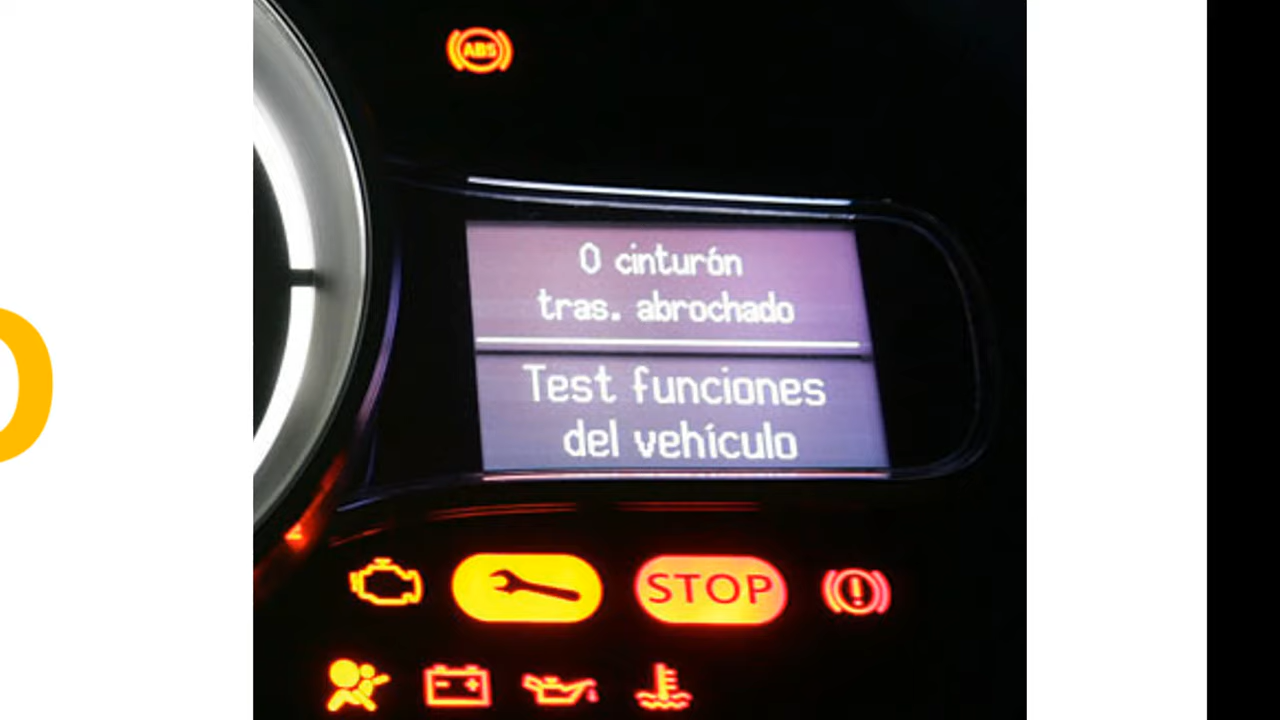 ABS
0 cinturón
tras. abrochado
Test funciones
del vehículo
STOP